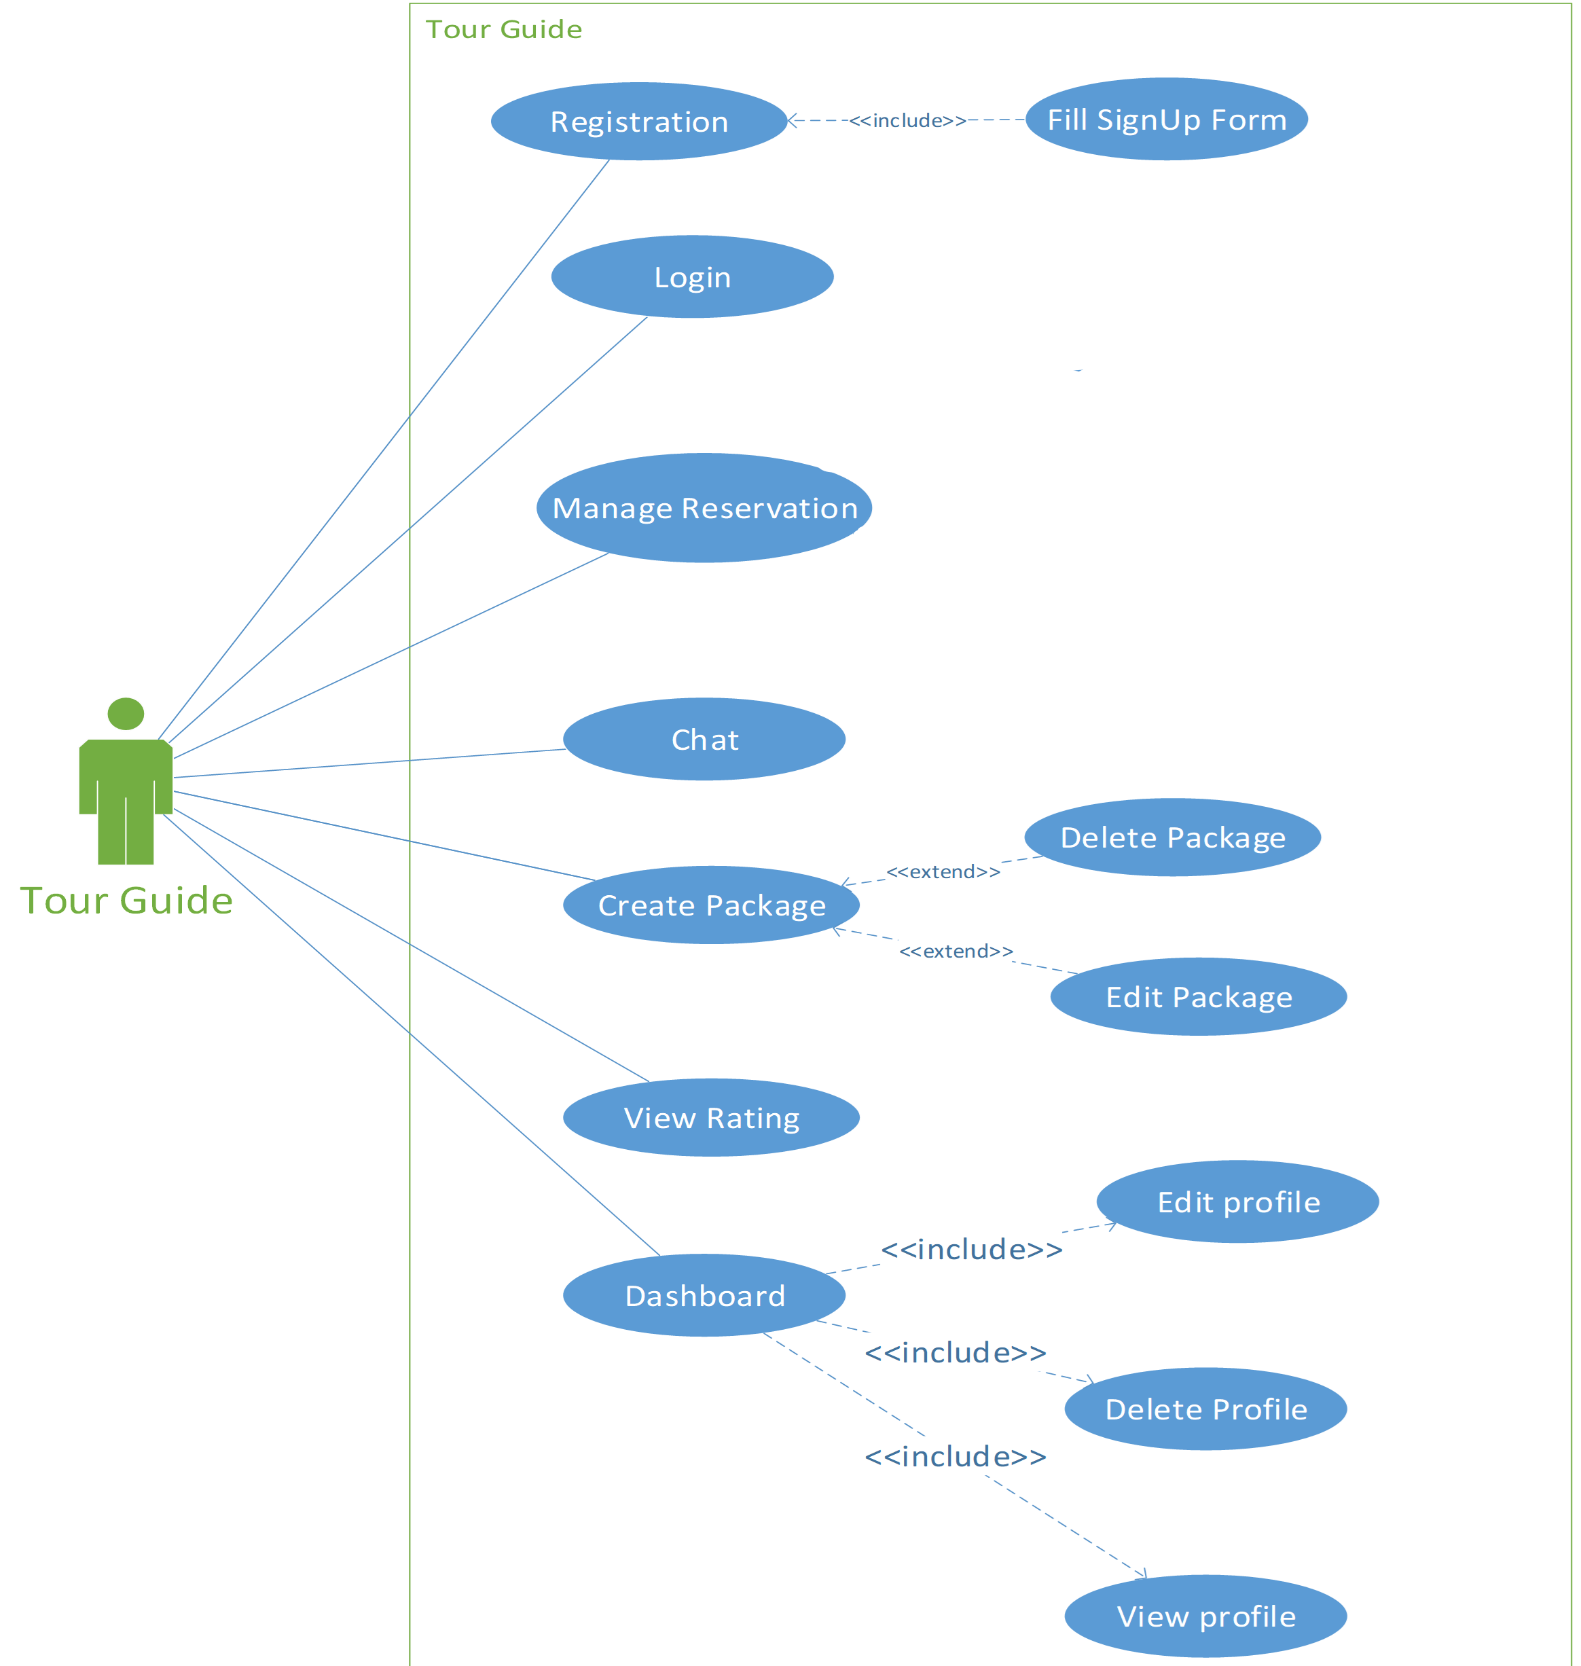 Tour Guide
Registration
<<include>>
Fill SignUp Form
Login
Manage Reservation
Chat
Delete Package
<<extend>>
Tour Guide
Create Package
<<extend>>
Edit Package
View Rating
Edit profile
<<include>>
Dashboard
<<include>>
Delete Profile
<<include>>
View profile